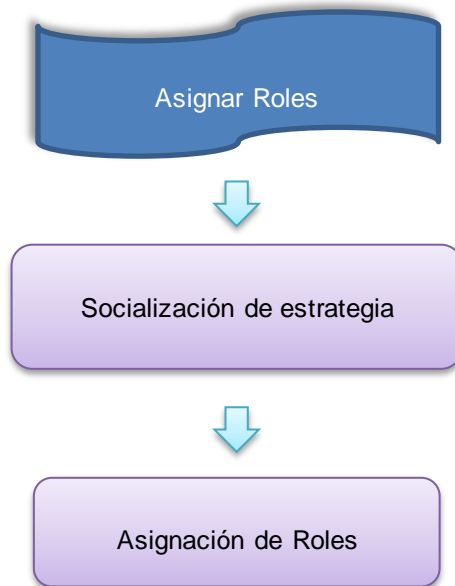 Asignar Roles
Socialización de estrategia
Asignación de Roles